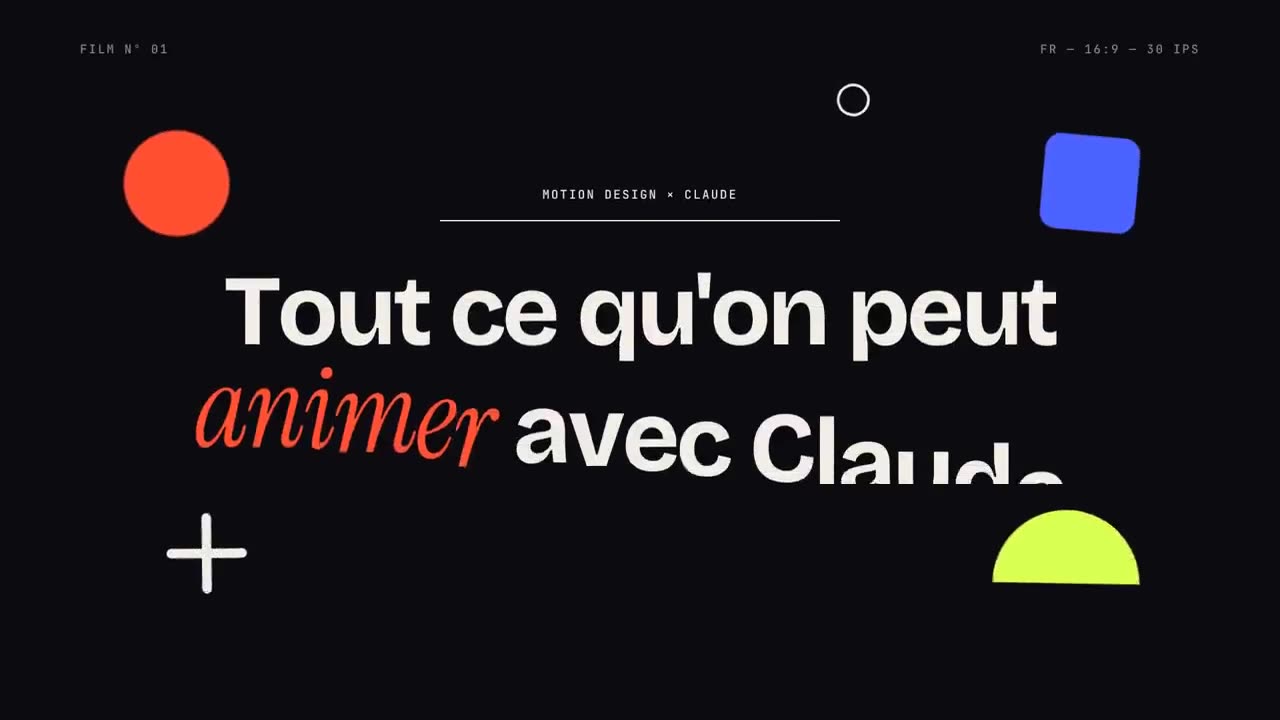 FILM N° 01
FR — 16:9 — 30 IPS
MOTION DESIGN × CLAUDE
Tout ce qu'on peut
animer avec Claude